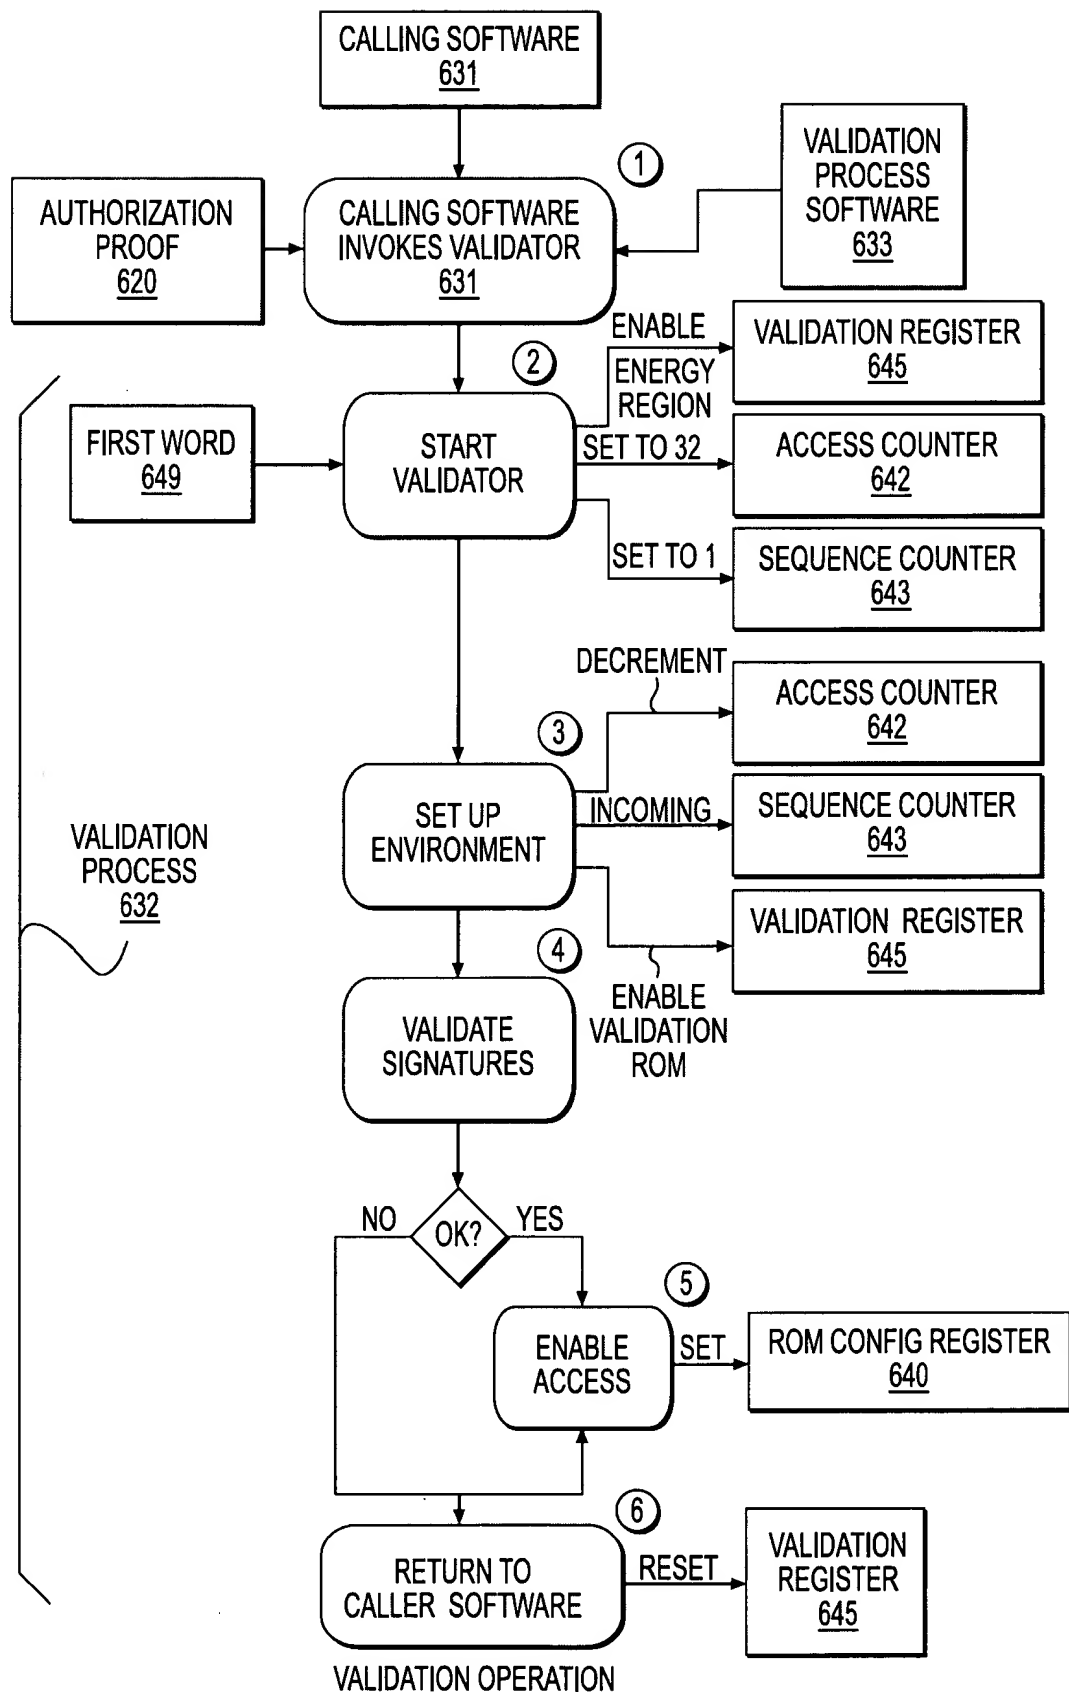 CALLING SOFTWARE
631
1
VALIDATION
PROCESS
SOFTWARE
633
AUTHORIZATION
PROOF
620
CALLING SOFTWARE
INVOKES VALIDATOR
631
2
ENABLE
ENERGY
REGION
VALIDATION REGISTER
645
FIRST WORD
649
START
VALIDATOR
SET TO 32
ACCESS COUNTER
642
SET TO 1
SEQUENCE COUNTER
643
DECREMENT
ACCESS COUNTER
642
3
SET UP
ENVIRONMENT
INCOMING
SEQUENCE COUNTER
643
VALIDATION
PROCESS
632
VALIDATION REGISTER
645
4
ENABLE
VALIDATION
ROM
VALIDATE
SIGNATURES
NO
OK?
YES
5
ENABLE
ACCESS
SET
ROM CONFIG REGISTER
640
6
RETURN TO
CALLER SOFTWARE
RESET
VALIDATION
REGISTER
645
VALIDATION OPERATION